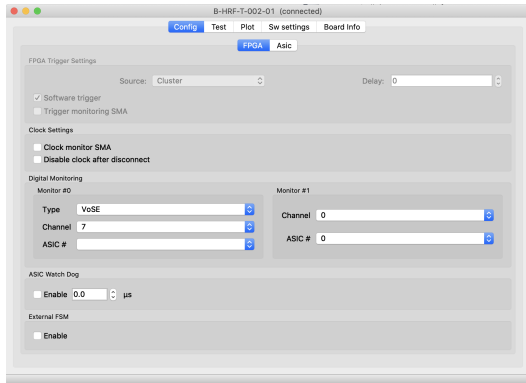 B-HRF-T-002-01 (connected)
Config Test Plot Sw settings Board Info
FPGA Asic
FPGA Trigger Settings
Source: Cluster Delay: 0
Software trigger
Trigger monitoring SMA
Clock Settings
Clock monitor SMA
Disable clock after disconnect
Digital Monitoring
Monitor #0 Monitor #1
Type VoSE
Channel 7 Channel 0
ASIC # ASIC # 0
ASIC Watch Dog
Enable 0.0 µs
External FSM
Enable